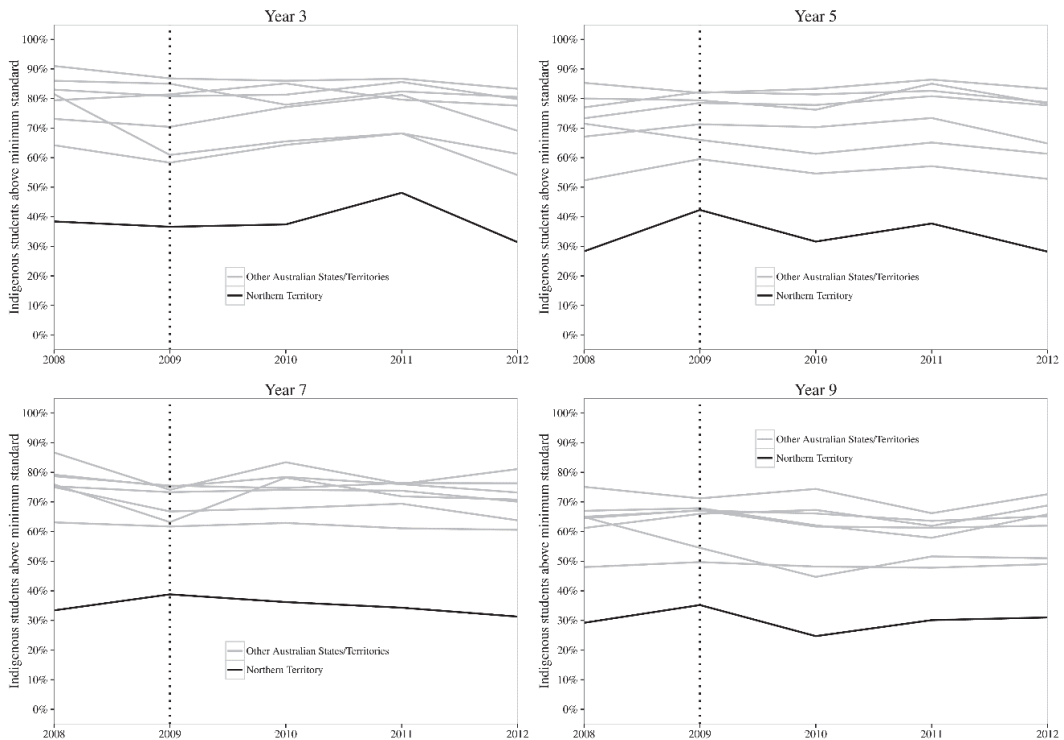 Year 3
Indigenous students above minimum standard
100%
90%
80%
70%
60%
50%
40%
30%
20%
10%
0%
Other Australian States/Territories
Northern Territory
2008 2009 2010 2011 2012
Year 5
Indigenous students above minimum standard
100%
90%
80%
70%
60%
50%
40%
30%
20%
10%
0%
Other Australian States/Territories
Northern Territory
2008 2009 2010 2011 2012
Year 7
Indigenous students above minimum standard
100%
90%
80%
70%
60%
50%
40%
30%
20%
10%
0%
Other Australian States/Territories
Northern Territory
2008 2009 2010 2011 2012
Year 9
Indigenous students above minimum standard
100%
90%
80%
70%
60%
50%
40%
30%
20%
10%
0%
Other Australian States/Territories
Northern Territory
2008 2009 2010 2011 2012